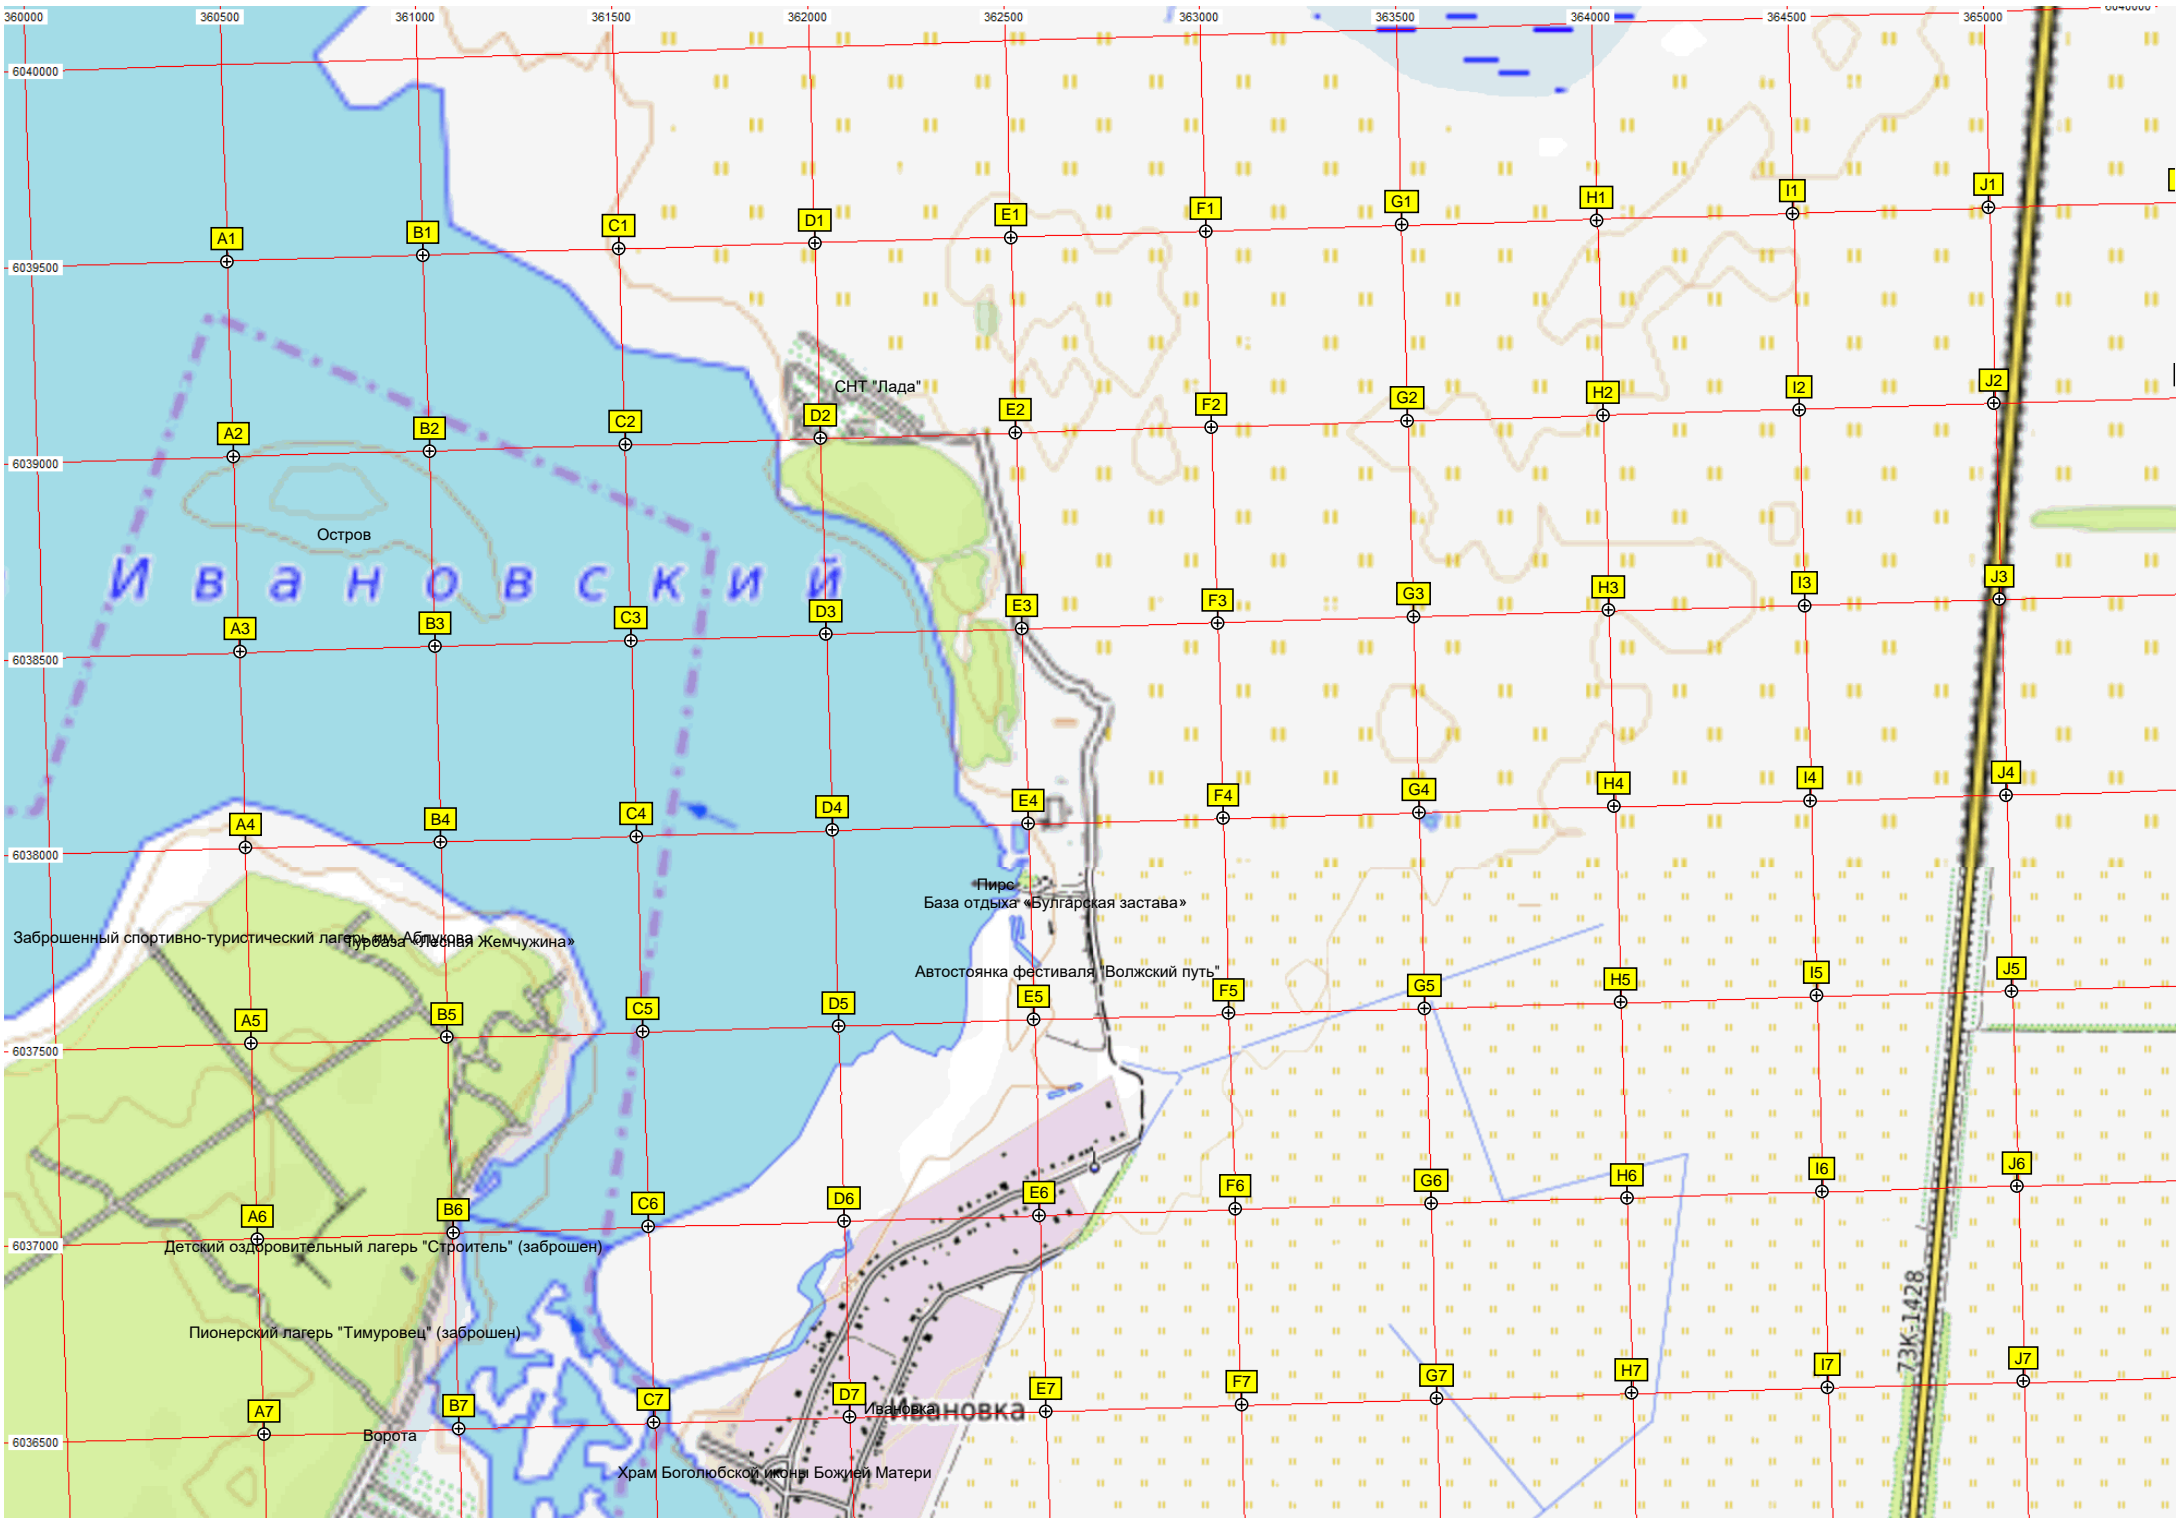 360000 360500 361000 361500 362000 362500 363000 363500 364000 364500 365000
6040000
A1 B1 C1 D1 E1 F1 G1 H1 I1 J1
6039500
СНТ "Лада"
A2 B2 C2 D2 E2 F2 G2 H2 I2 J2
6039000
Остров
Ивановский
A3 B3 C3 D3 E3 F3 G3 H3 I3 J3
6038500
A4 B4 C4 D4 E4 F4 G4 H4 I4 J4
6038000
Пирс
База отдыха «Булгарская застава»
Заброшенный спортивно-туристический лагерь им. Аблукова
Турбаза «Лесная Жемчужина»
Автостоянка фестиваля "Волжский путь"
A5 B5 C5 D5 E5 F5 G5 H5 I5 J5
6037500
A6 B6 C6 D6 E6 F6 G6 H6 I6 J6
6037000
Детский оздоровительный лагерь "Строитель" (заброшен)
73К-1428
Пионерский лагерь "Тимуровец" (заброшен)
A7 B7 C7 D7 E7 F7 G7 H7 I7 J7
Ивановка
Ивановка
6036500
Ворота
Храм Боголюбской иконы Божией Матери